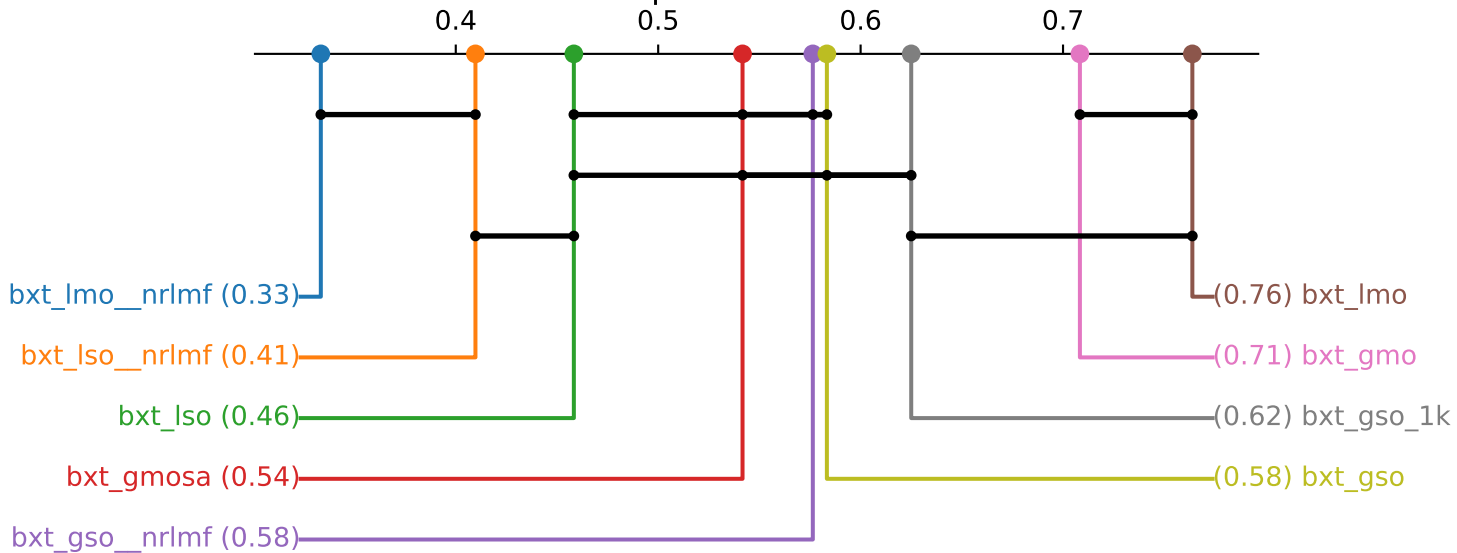 0.4 0.5 0.6 0.7
bxt_lmo__nrlmf (0.33) (0.76) bxt_lmo
bxt_lso__nrlmf (0.41) (0.71) bxt_gmo
bxt_lso (0.46) (0.62) bxt_gso_1k
bxt_gmosa (0.54) (0.58) bxt_gso
bxt_gso__nrlmf (0.58)